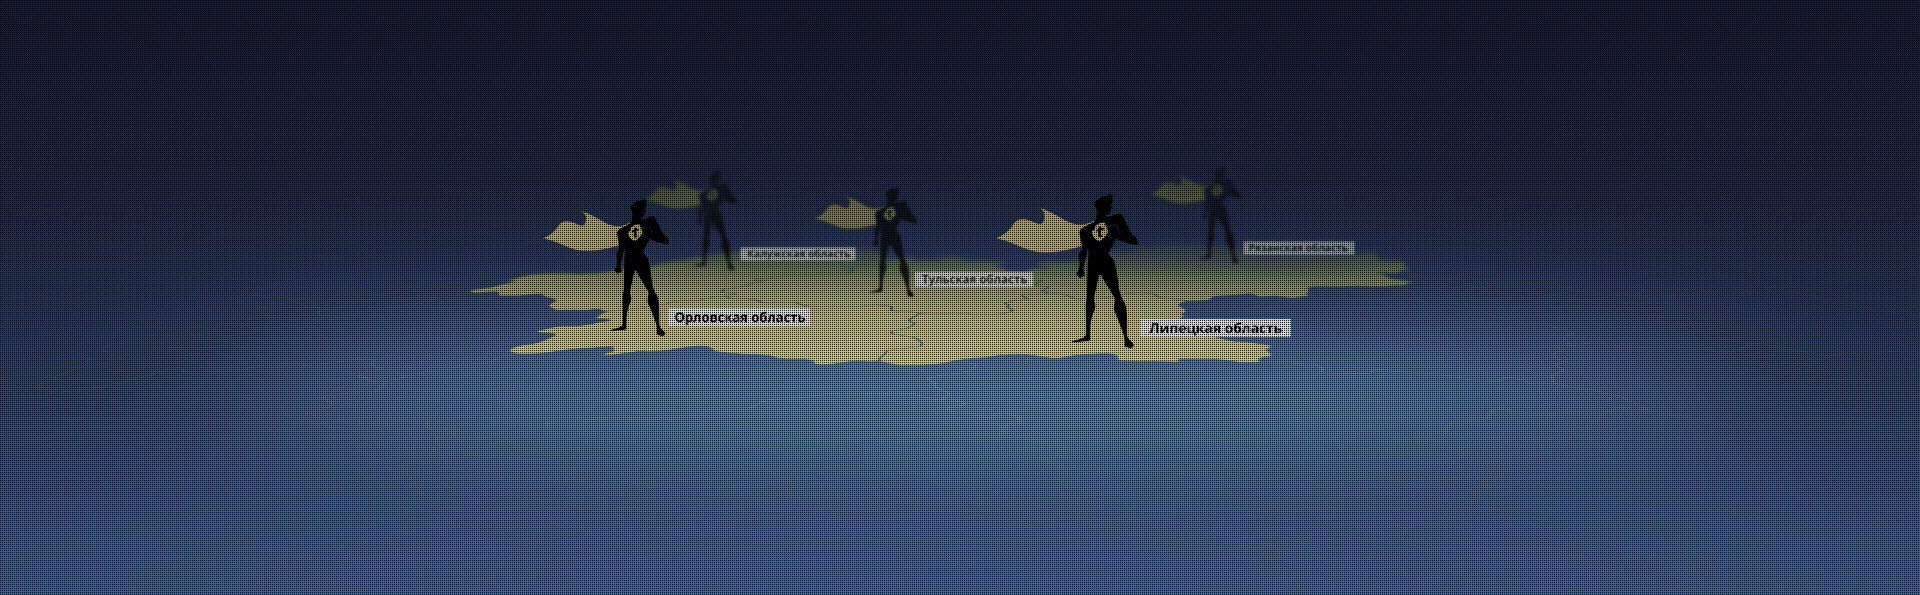 Рязанская область
Калужская область
Тульская область
Орловская область
Липецкая область